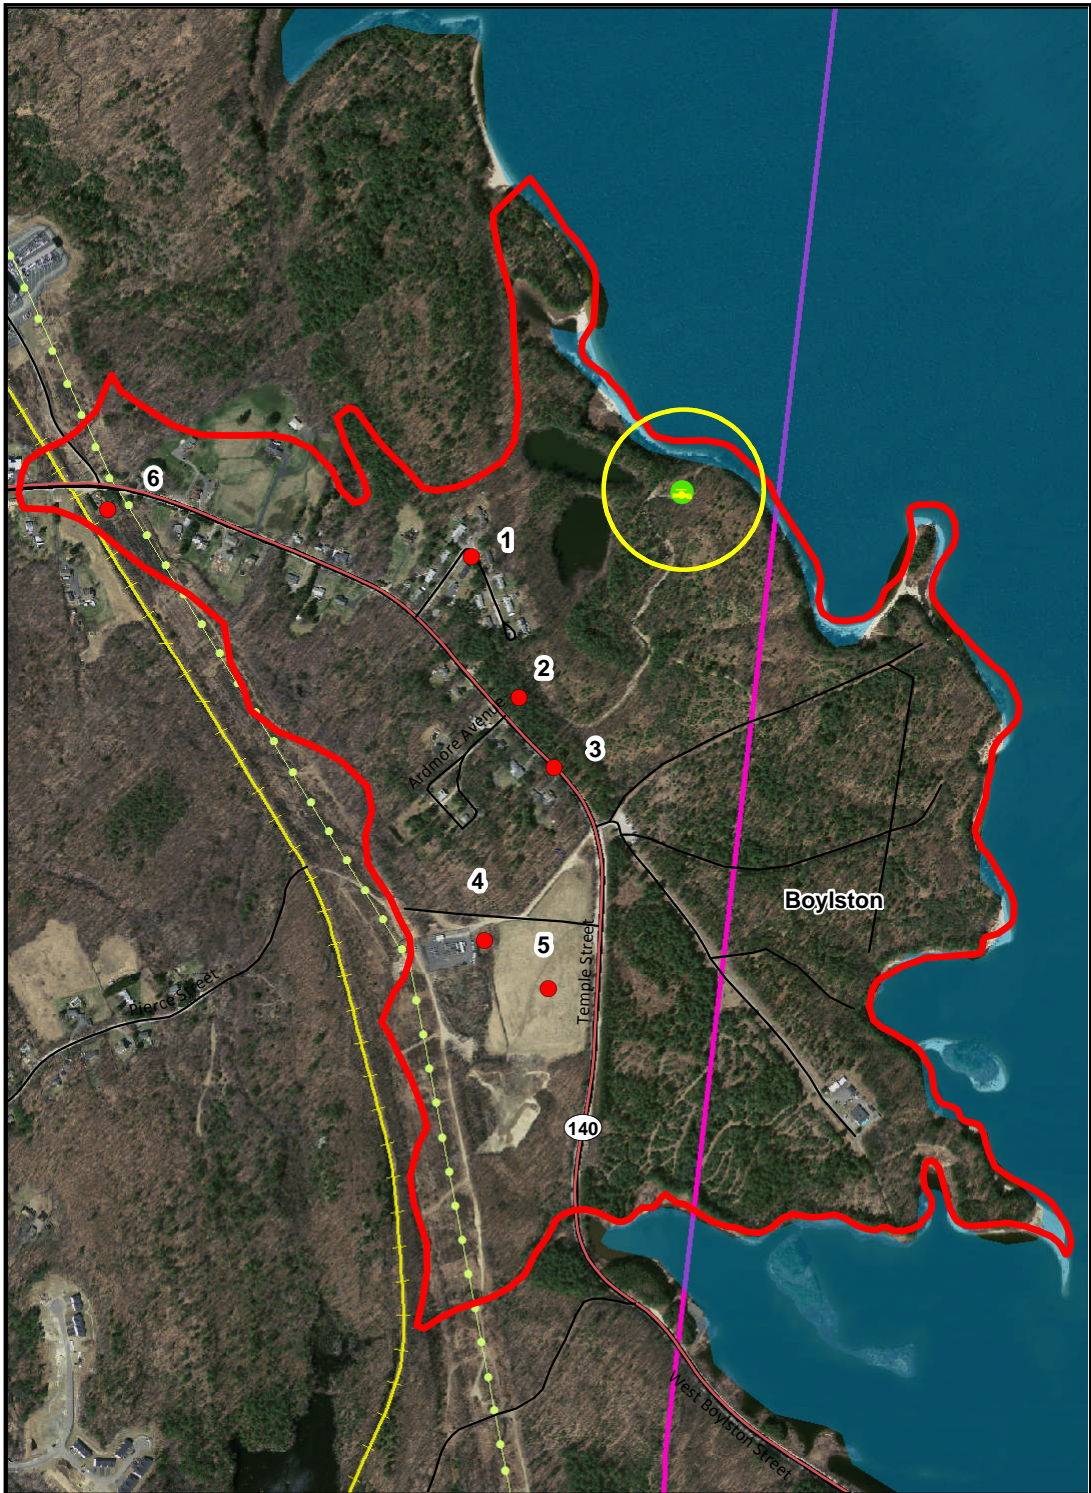 6
1
2
Ardmore Avenue
3
4
Boylston
5
Temple Street
Pierce Street
140
West Boylston Street